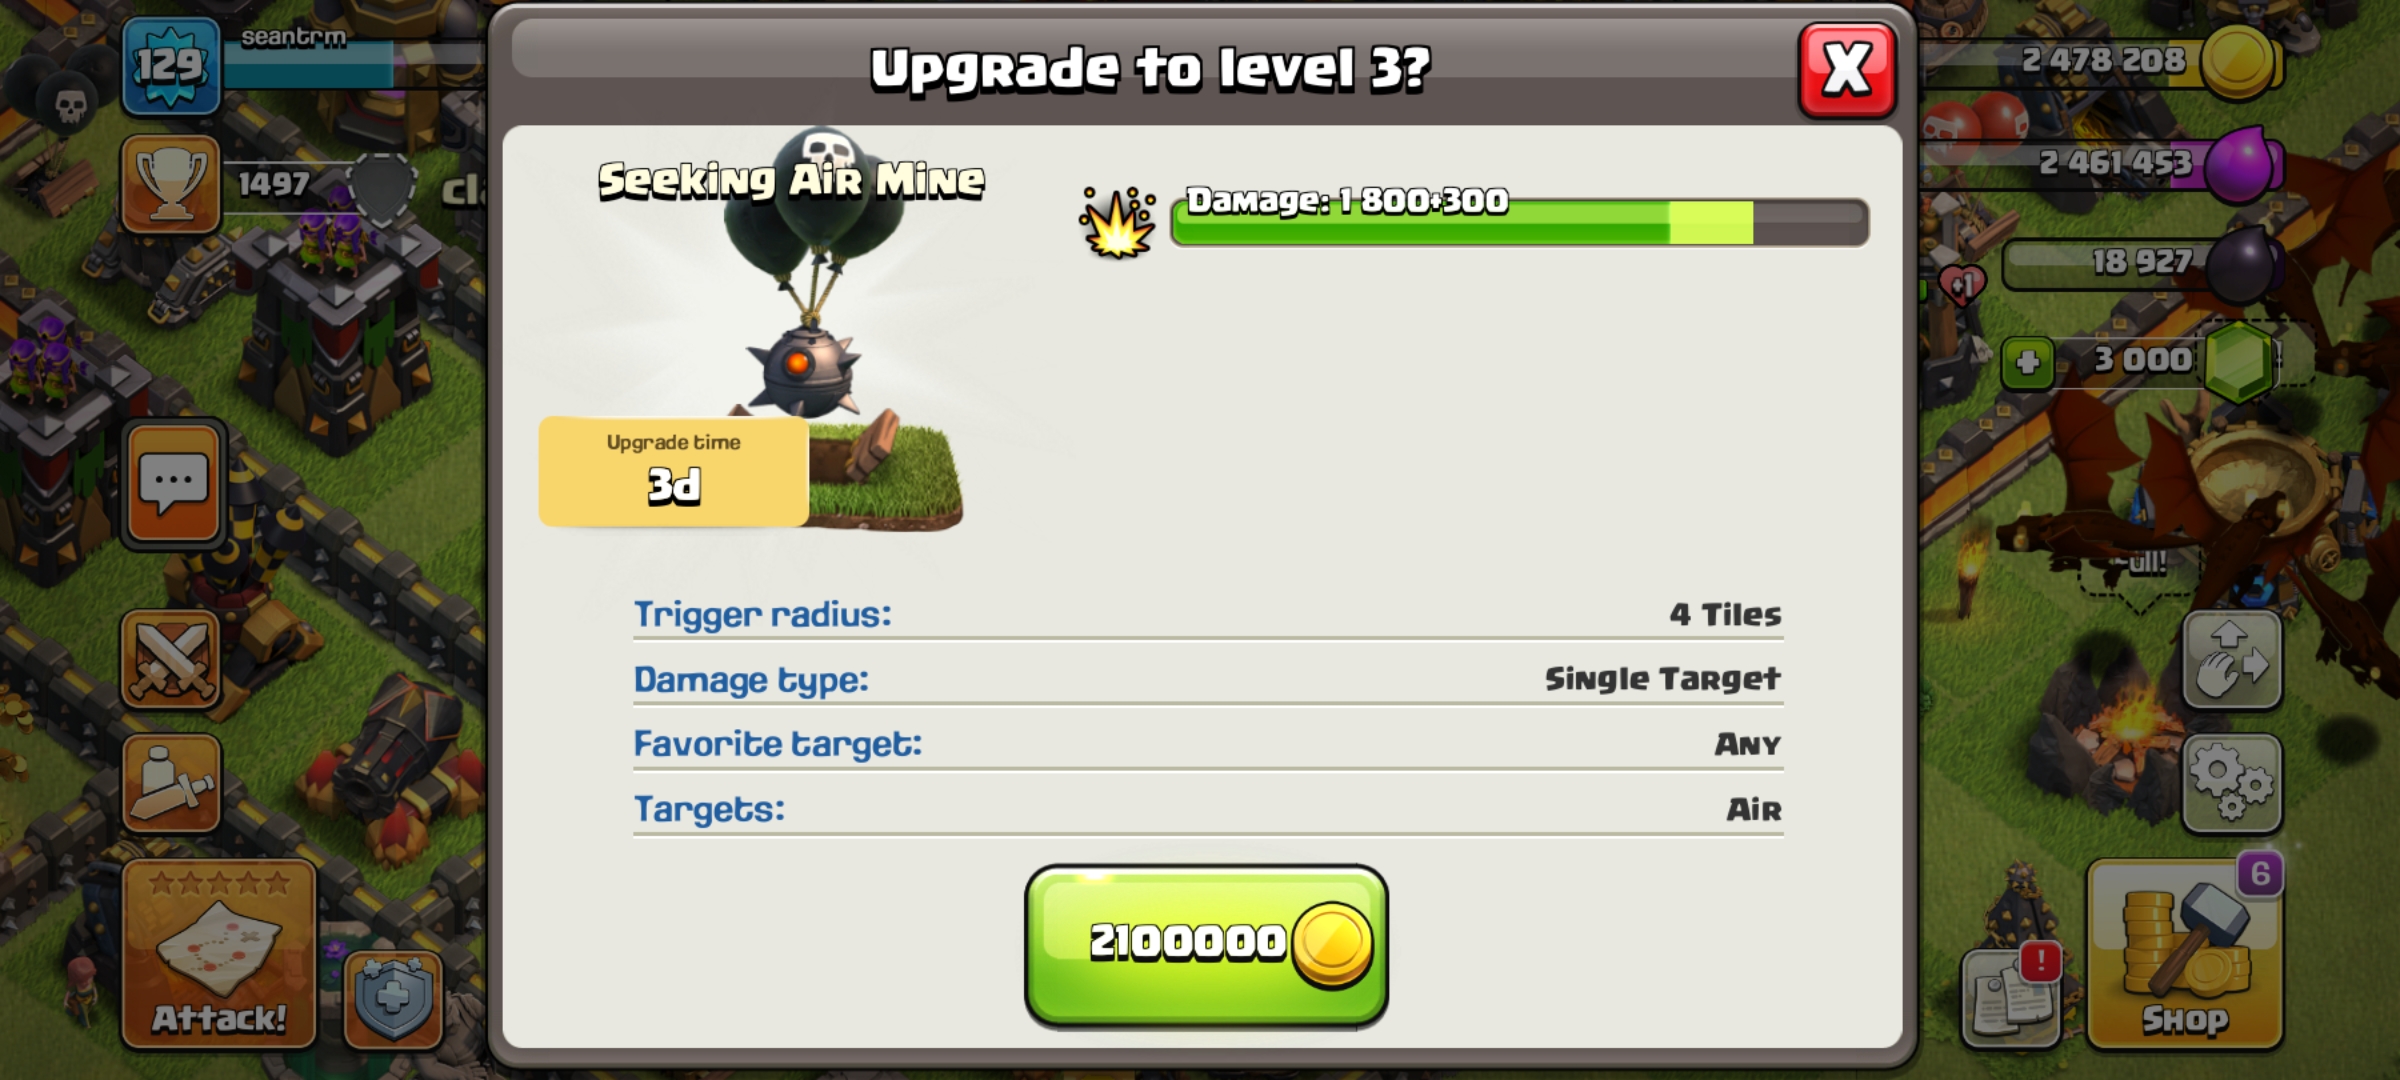 129
seantrm
Upgrade to level 3?
X
2 478 208
1497
Seeking Air Mine
Damage: 1 800+300
2 461 453
18 927
+1
3 000
Upgrade time
3d
Trigger radius: 4 Tiles
Damage type: Single Target
Favorite target: Any
Targets: Air
2100000
6
!
Attack!
Shop